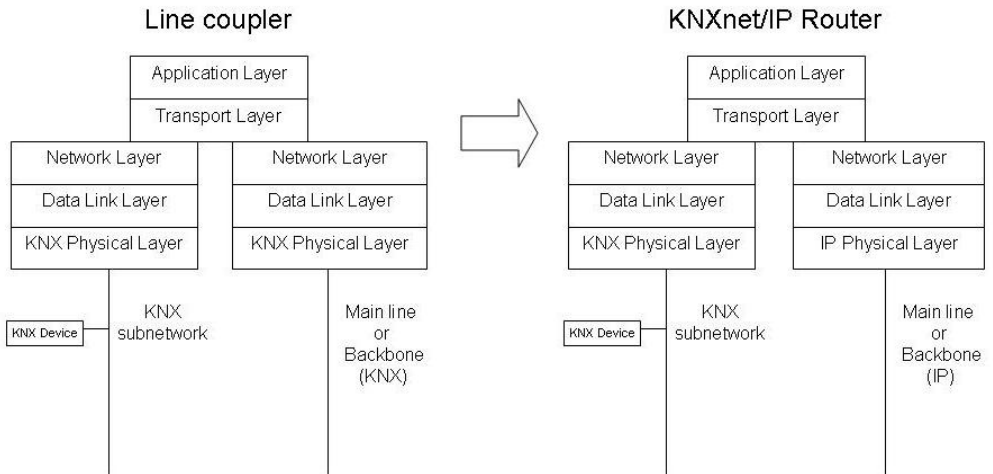 Line coupler
Application Layer
Transport Layer
Network Layer
Network Layer
Data Link Layer
Data Link Layer
KNX Physical Layer
KNX Physical Layer
KNX Device
KNX
subnetwork
Main line
or
Backbone
(KNX)
KNXnet/IP Router
Application Layer
Transport Layer
Network Layer
Network Layer
Data Link Layer
Data Link Layer
KNX Physical Layer
IP Physical Layer
KNX Device
KNX
subnetwork
Main line
or
Backbone
(IP)